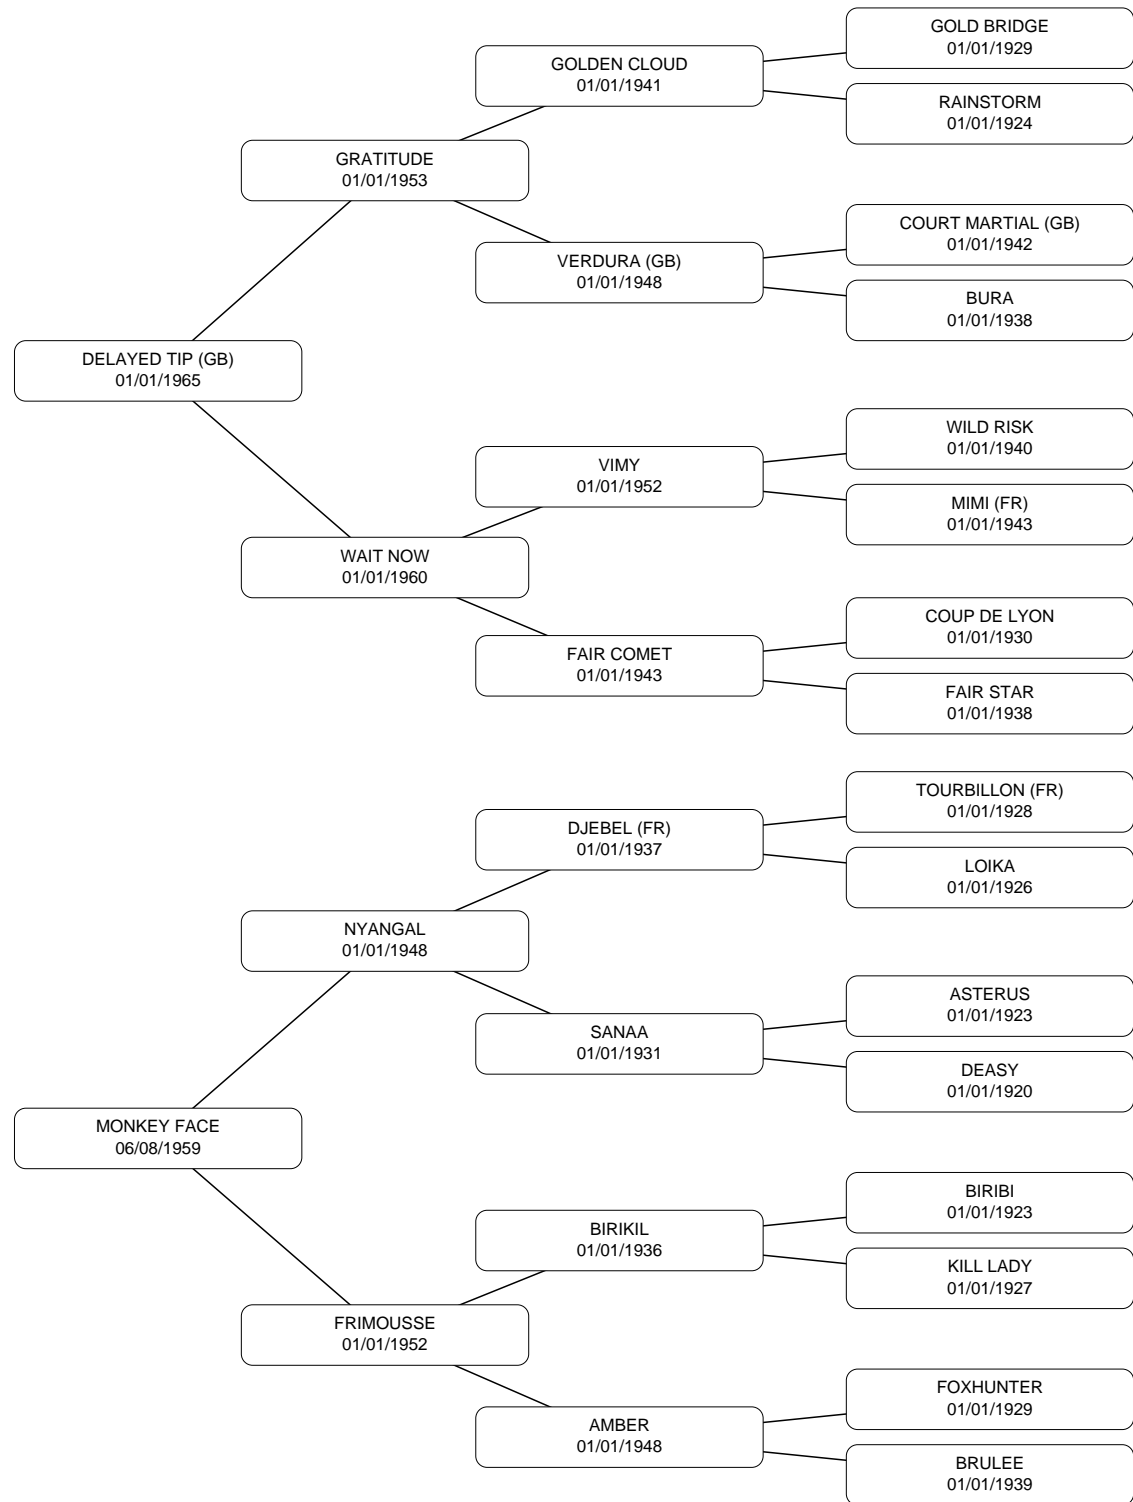 GOLD BRIDGE
01/01/1929
GOLDEN CLOUD
01/01/1941
RAINSTORM
01/01/1924
GRATITUDE
01/01/1953
COURT MARTIAL (GB)
01/01/1942
VERDURA (GB)
01/01/1948
BURA
01/01/1938
DELAYED TIP (GB)
01/01/1965
WILD RISK
01/01/1940
VIMY
01/01/1952
MIMI (FR)
01/01/1943
WAIT NOW
01/01/1960
COUP DE LYON
01/01/1930
FAIR COMET
01/01/1943
FAIR STAR
01/01/1938
TOURBILLON (FR)
01/01/1928
DJEBEL (FR)
01/01/1937
LOIKA
01/01/1926
NYANGAL
01/01/1948
ASTERUS
01/01/1923
SANAA
01/01/1931
DEASY
01/01/1920
MONKEY FACE
06/08/1959
BIRIBI
01/01/1923
BIRIKIL
01/01/1936
KILL LADY
01/01/1927
FRIMOUSSE
01/01/1952
FOXHUNTER
01/01/1929
AMBER
01/01/1948
BRULEE
01/01/1939